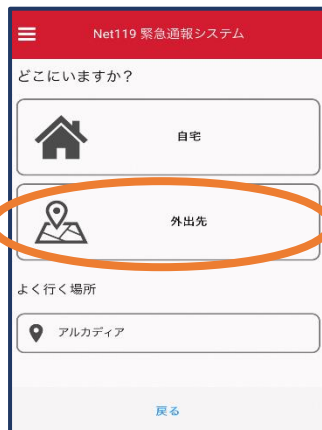 Net119 緊急通報システム
どこにいますか？
自宅
外出先
よく行く場所
アルカディア
戻る